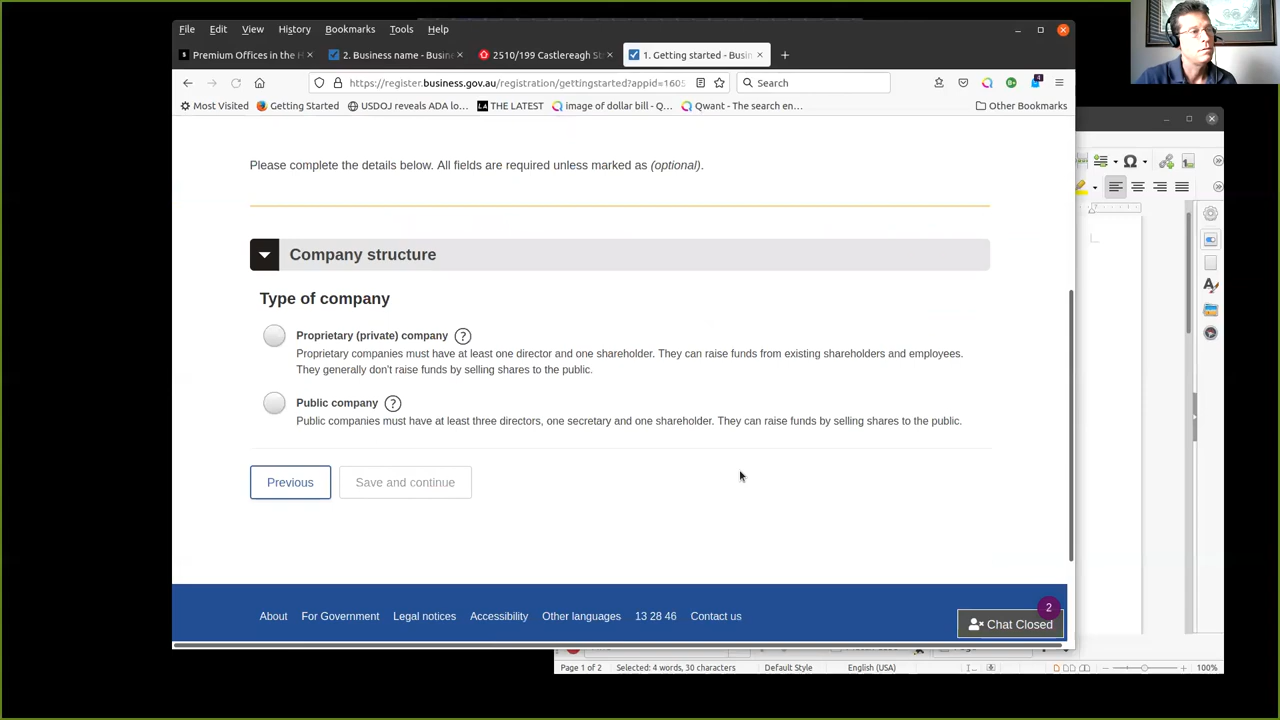 File Edit View History Bookmarks Tools Help
Premium Offices in the H
2. Business name - Busine
2510/199 Castlereagh St
1. Getting started - Busin
https://register.business.gov.au/registration/gettingstarted?appid=1605
Search
4
Most Visited
Getting Started
USDOJ reveals ADA lo…
THE LATEST
image of dollar bill - Q…
Qwant - The search en…
Other Bookmarks
Please complete the details below. All fields are required unless marked as (optional).
Company structure
Type of company
Proprietary (private) company ?
Proprietary companies must have at least one director and one shareholder. They can raise funds from existing shareholders and employees.
They generally don't raise funds by selling shares to the public.
Public company ?
Public companies must have at least three directors, one secretary and one shareholder. They can raise funds by selling shares to the public.
Previous
Save and continue
About For Government Legal notices Accessibility Other languages 13 28 46 Contact us
2
Chat Closed
Page 1 of 2 Selected: 4 words, 30 characters Default Style English (USA) 100%